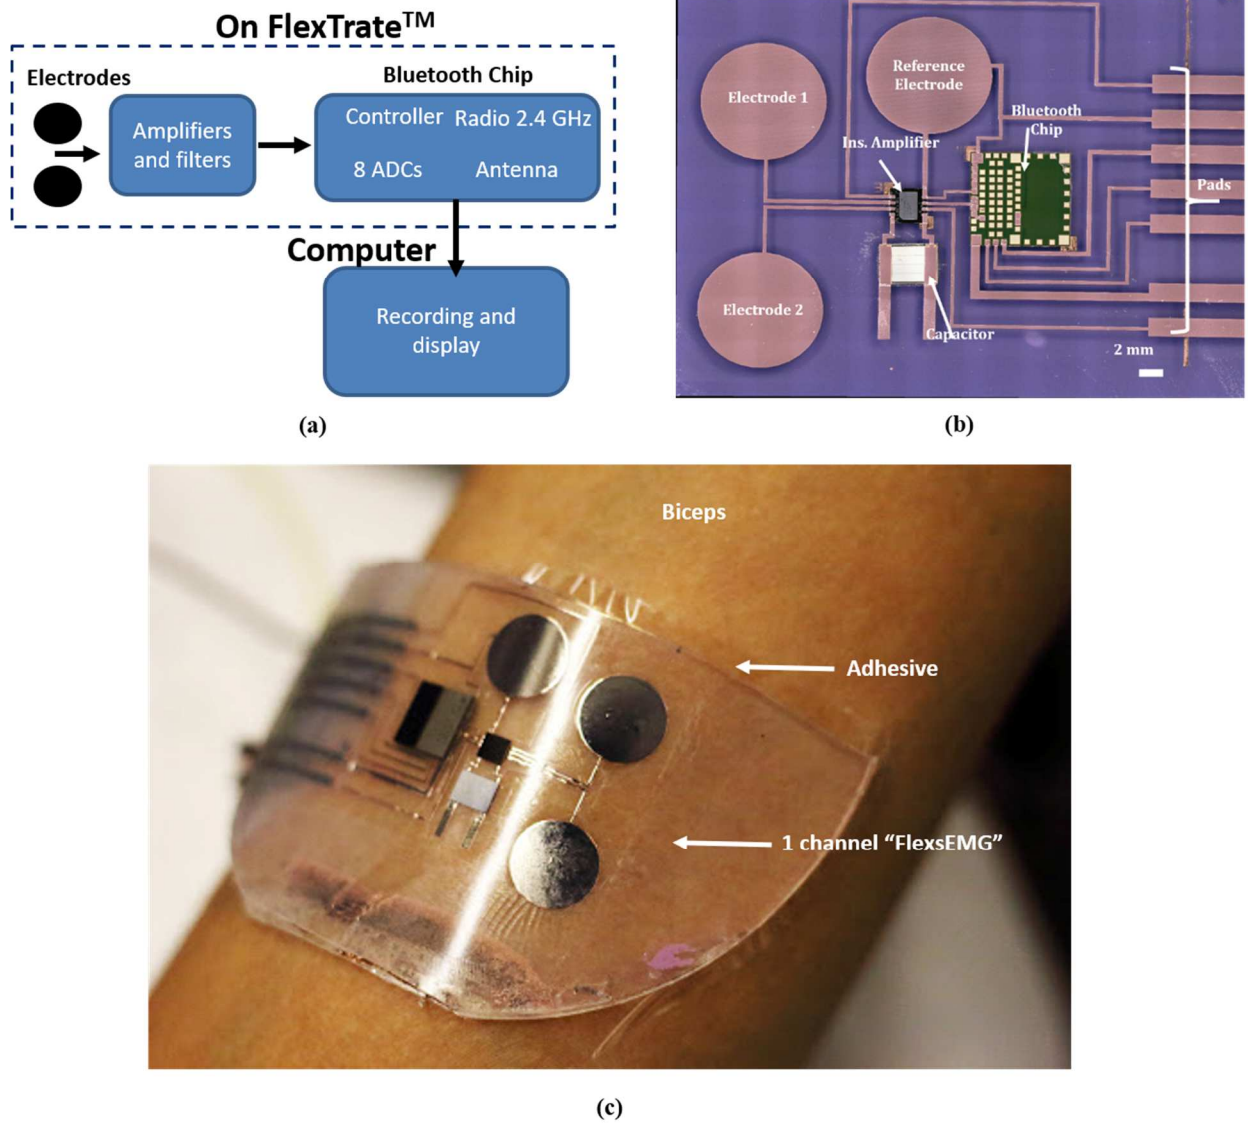 On FlexTrate™
Electrodes
Bluetooth Chip
Amplifiers
and filters
Controller Radio 2.4 GHz
8 ADCs Antenna
Computer
Recording and
display
(a)
Electrode 1
Reference
Electrode
Bluetooth
Chip
Ins. Amplifier
Pads
Electrode 2
Capacitor
2 mm
(b)
Biceps
Adhesive
1 channel “FlexsEMG”
(c)